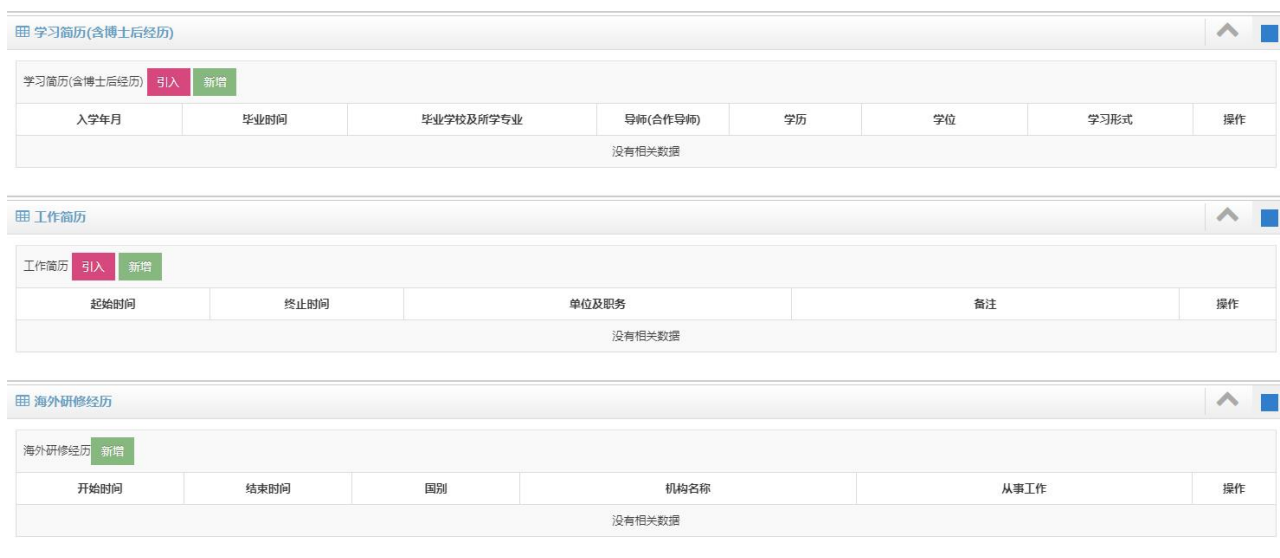 学习简历(含博士后经历)
学习简历(含博士后经历) 引入 新增
入学年月 毕业时间 毕业学校及所学专业 导师(合作导师) 学历 学位 学习形式 操作
没有相关数据
工作简历
工作简历 引入 新增
起始时间 终止时间 单位及职务 备注 操作
没有相关数据
海外研修经历
海外研修经历 新增
开始时间 结束时间 国别 机构名称 从事工作 操作
没有相关数据